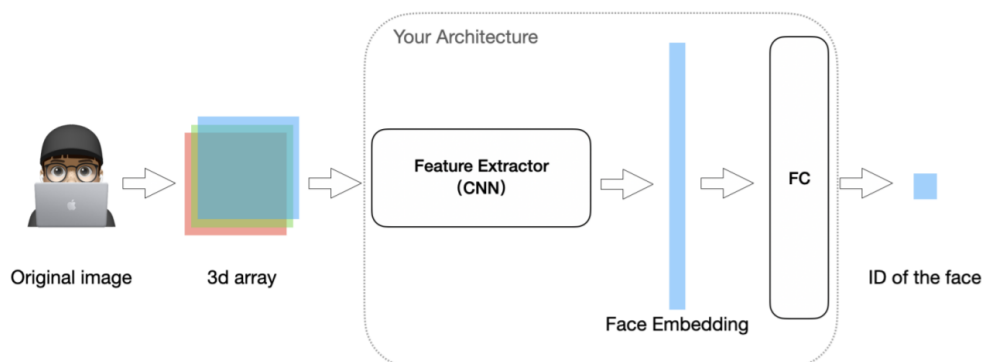 Your Architecture
Feature Extractor
（CNN）
FC
Original image
3d array
Face Embedding
ID of the face